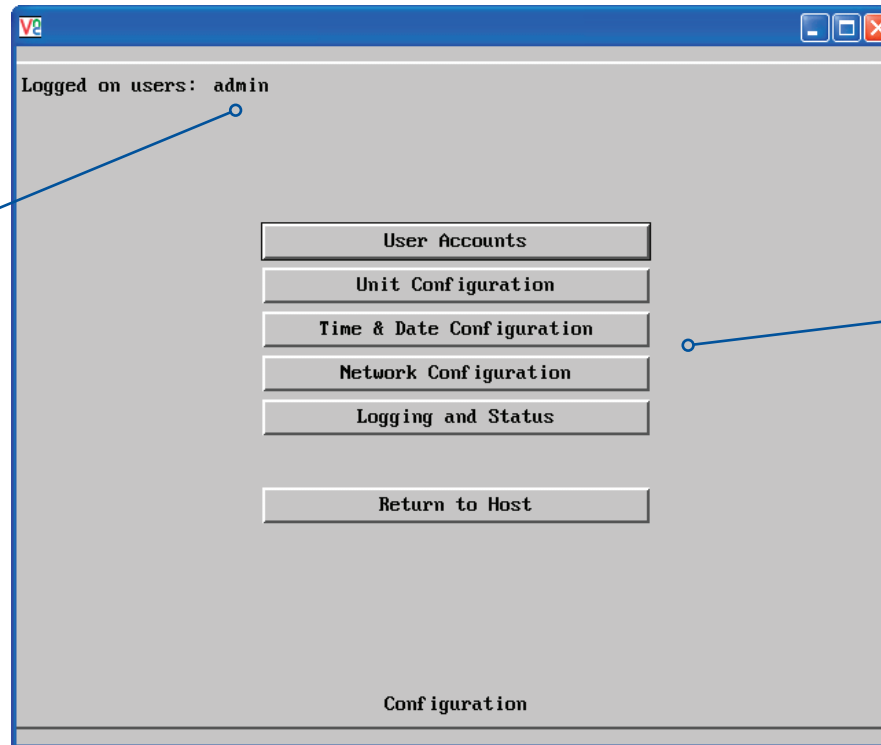 V2
Logged on users: admin
User Accounts
Unit Configuration
Time & Date Configuration
Network Configuration
Logging and Status
Return to Host
Configuration